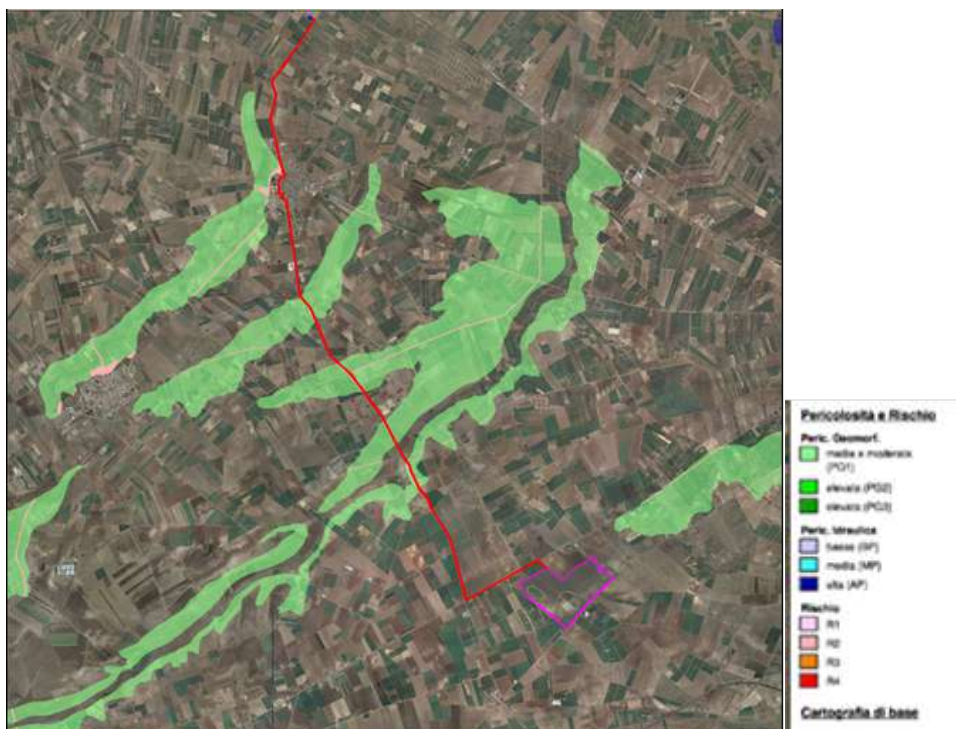 Pericolosità e Rischio
Peric. Geomorf.
media e moderata
(PG1)
elevata (PG2)
elevata (PG3)
Peric. Idraulica
bassa (BP)
media (MP)
alta (AP)
Rischio
R1
R2
R3
R4
Cartografia di base